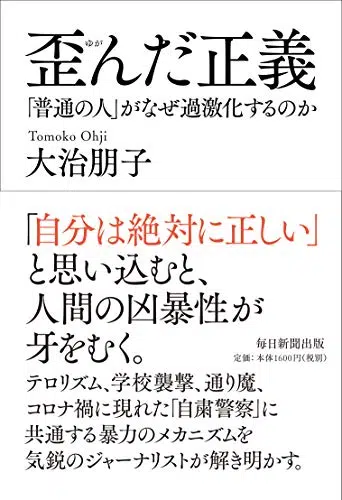 歪んだ正義
ゆが
「普通の人」がなぜ過激化するのか
Tomoko Ohji
大治朋子
「自分は絶対に正しい」
と思い込むと、
人間の凶暴性が
牙をむく。
毎日新聞出版
定価:本体1600円(税別)
テロリズム、学校襲撃、通り魔、
コロナ禍に現れた「自粛警察」に
共通する暴力のメカニズムを
気鋭のジャーナリストが解き明かす。